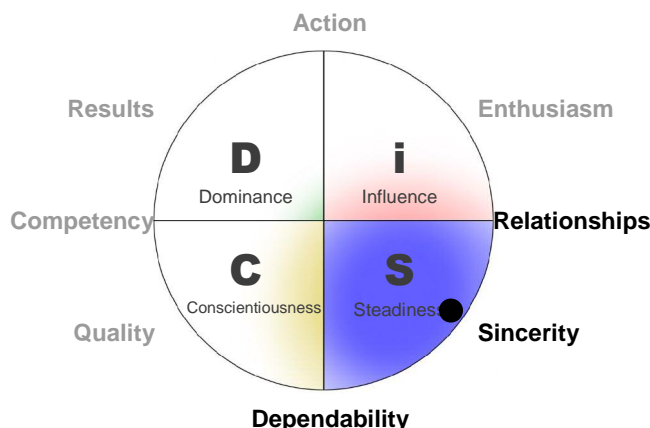 Action
Results
Enthusiasm
D
i
Dominance
Influence
Competency
Relationships
C
S
Conscientiousness
Steadiness
Quality
Sincerity
Dependability